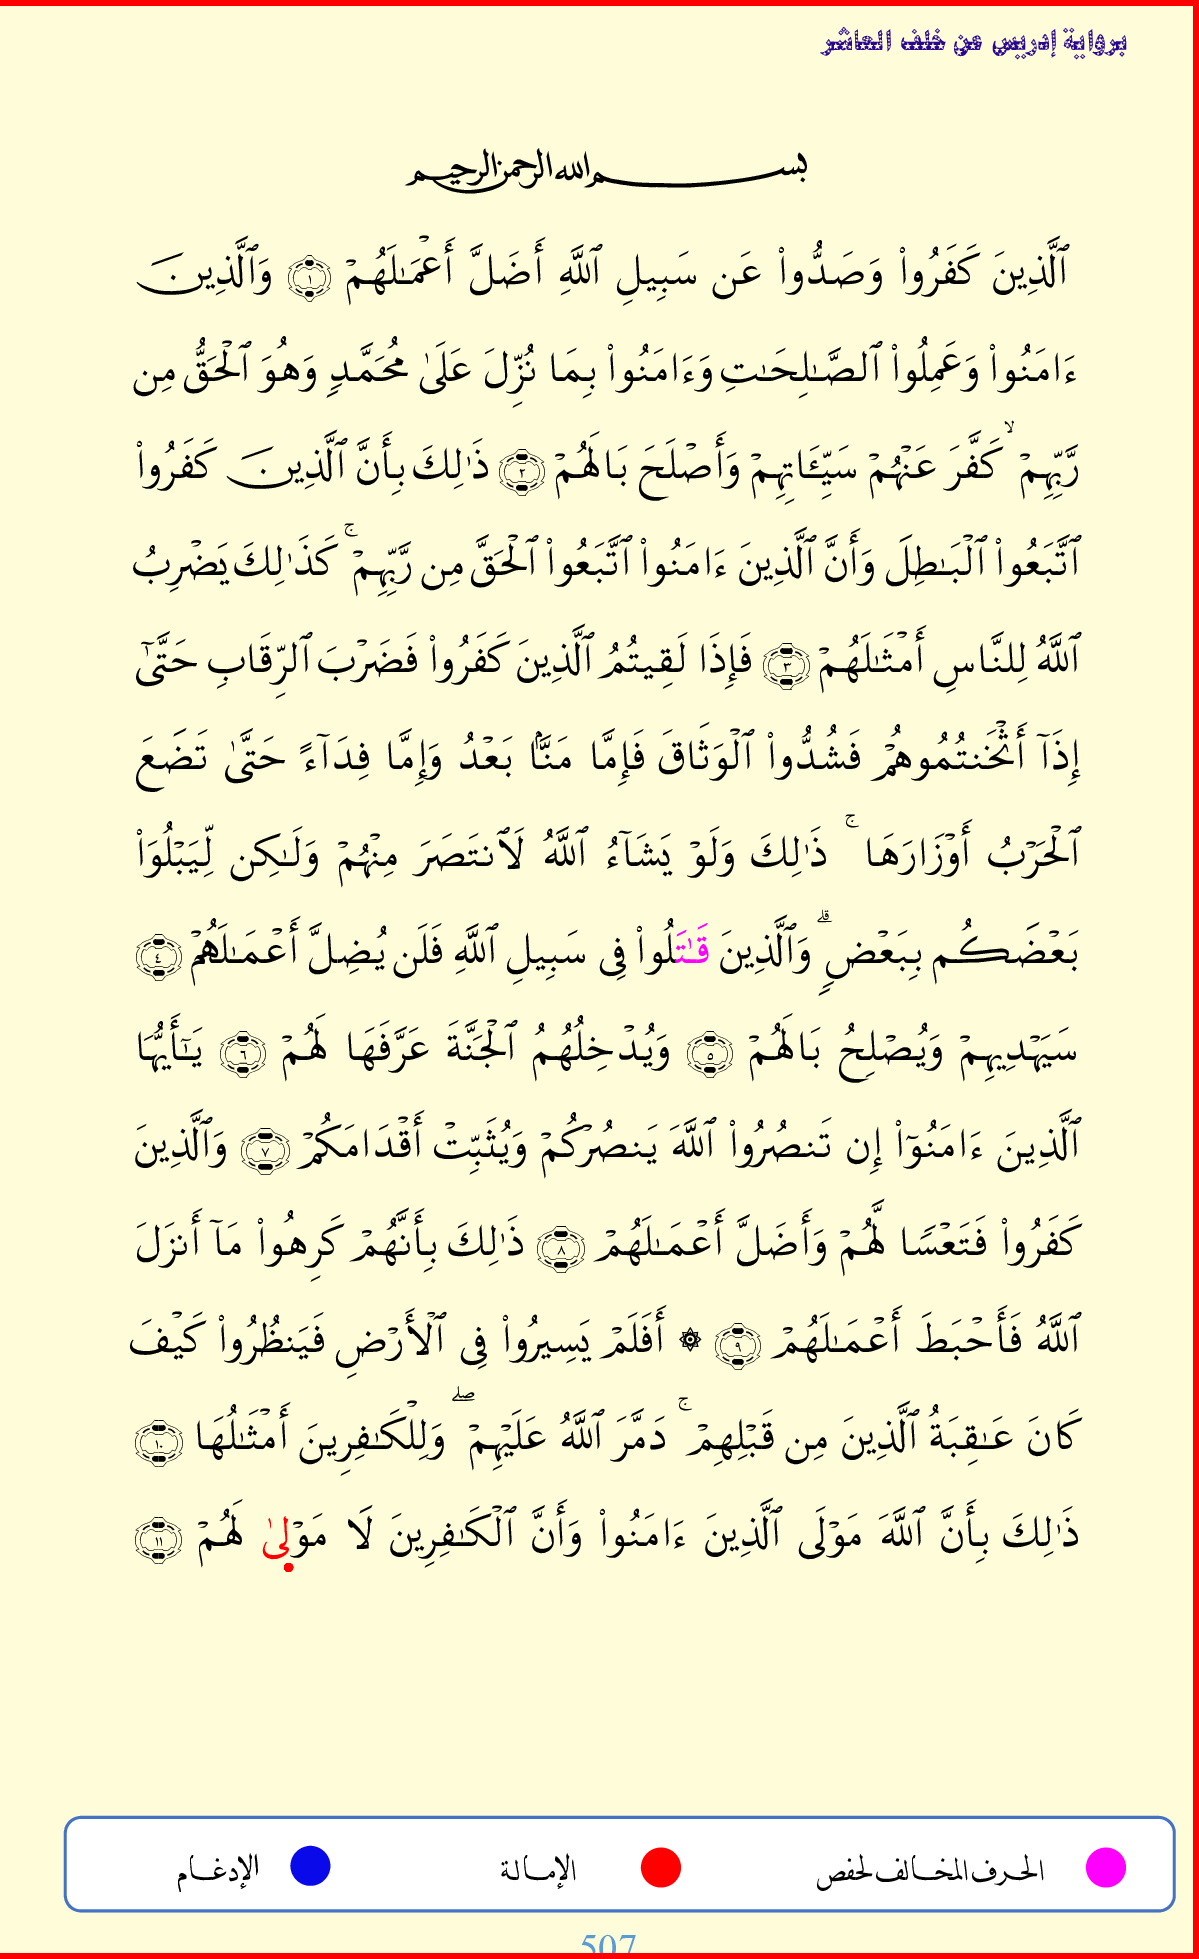 برواية إدريس عن خلف العاشر
بسم الله الرحمن الرحيم
ٱلَّذِينَ كَفَرُوا۟ وَصَدُّوا۟ عَن سَبِيلِ ٱللَّهِ أَضَلَّ أَعْمَـٰلَهُمْ ١ وَٱلَّذِينَ
ءَامَنُوا۟ وَعَمِلُوا۟ ٱلصَّـٰلِحَـٰتِ وَءَامَنُوا۟ بِمَا نُزِّلَ عَلَىٰ مُحَمَّدٍ وَهُوَ ٱلْحَقُّ مِن
رَّبِّهِمْ ۙ كَفَّرَ عَنْهُمْ سَيِّـَٔاتِهِمْ وَأَصْلَحَ بَالَهُمْ ٢ ذَٰلِكَ بِأَنَّ ٱلَّذِينَ كَفَرُوا۟
ٱتَّبَعُوا۟ ٱلْبَـٰطِلَ وَأَنَّ ٱلَّذِينَ ءَامَنُوا۟ ٱتَّبَعُوا۟ ٱلْحَقَّ مِن رَّبِّهِمْ ۚ كَذَٰلِكَ يَضْرِبُ
ٱللَّهُ لِلنَّاسِ أَمْثَـٰلَهُمْ ٣ فَإِذَا لَقِيتُمُ ٱلَّذِينَ كَفَرُوا۟ فَضَرْبَ ٱلرِّقَابِ حَتَّىٰٓ
إِذَآ أَثْخَنتُمُوهُمْ فَشُدُّوا۟ ٱلْوَثَاقَ فَإِمَّا مَنًّۢا بَعْدُ وَإِمَّا فِدَآءً حَتَّىٰ تَضَعَ
ٱلْحَرْبُ أَوْزَارَهَا ۚ ذَٰلِكَ وَلَوْ يَشَآءُ ٱللَّهُ لَٱنتَصَرَ مِنْهُمْ وَلَـٰكِن لِّيَبْلُوَا۟
بَعْضَكُم بِبَعْضٍ ۗ وَٱلَّذِينَ قَـٰتَلُوا۟ فِى سَبِيلِ ٱللَّهِ فَلَن يُضِلَّ أَعْمَـٰلَهُمْ ٤
سَيَهْدِيهِمْ وَيُصْلِحُ بَالَهُمْ ٥ وَيُدْخِلُهُمُ ٱلْجَنَّةَ عَرَّفَهَا لَهُمْ ٦ يَـٰٓأَيُّهَا
ٱلَّذِينَ ءَامَنُوٓا۟ إِن تَنصُرُوا۟ ٱللَّهَ يَنصُرْكُمْ وَيُثَبِّتْ أَقْدَامَكُمْ ٧ وَٱلَّذِينَ
كَفَرُوا۟ فَتَعْسًا لَّهُمْ وَأَضَلَّ أَعْمَـٰلَهُمْ ٨ ذَٰلِكَ بِأَنَّهُمْ كَرِهُوا۟ مَآ أَنزَلَ
ٱللَّهُ فَأَحْبَطَ أَعْمَـٰلَهُمْ ٩ ۞ أَفَلَمْ يَسِيرُوا۟ فِى ٱلْأَرْضِ فَيَنظُرُوا۟ كَيْفَ
كَانَ عَـٰقِبَةُ ٱلَّذِينَ مِن قَبْلِهِمْ ۚ دَمَّرَ ٱللَّهُ عَلَيْهِمْ ۖ وَلِلْكَـٰفِرِينَ أَمْثَـٰلُهَا ١٠
ذَٰلِكَ بِأَنَّ ٱللَّهَ مَوْلَى ٱلَّذِينَ ءَامَنُوا۟ وَأَنَّ ٱلْكَـٰفِرِينَ لَا مَوْلِىٰ لَهُمْ ١١
الحرف المخالف لحفص الإمالة الإدغام
507